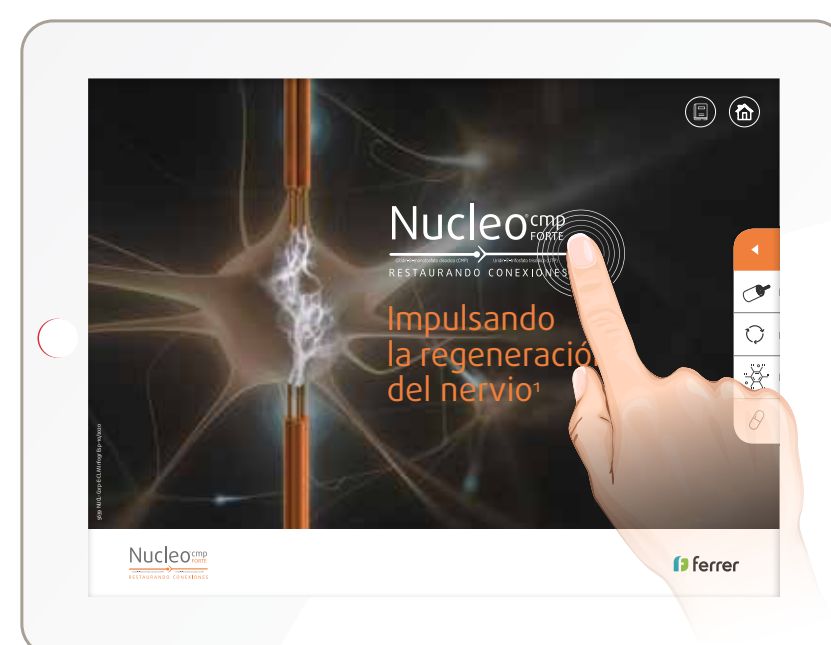 Nucleo® cmp
FORTE
RESTAURANDO CONEXIONES
Impulsando
la regeneració
del nervio¹
Nucleo cmp
FORTE
RESTAURANDO CONEXIONES
ferrer